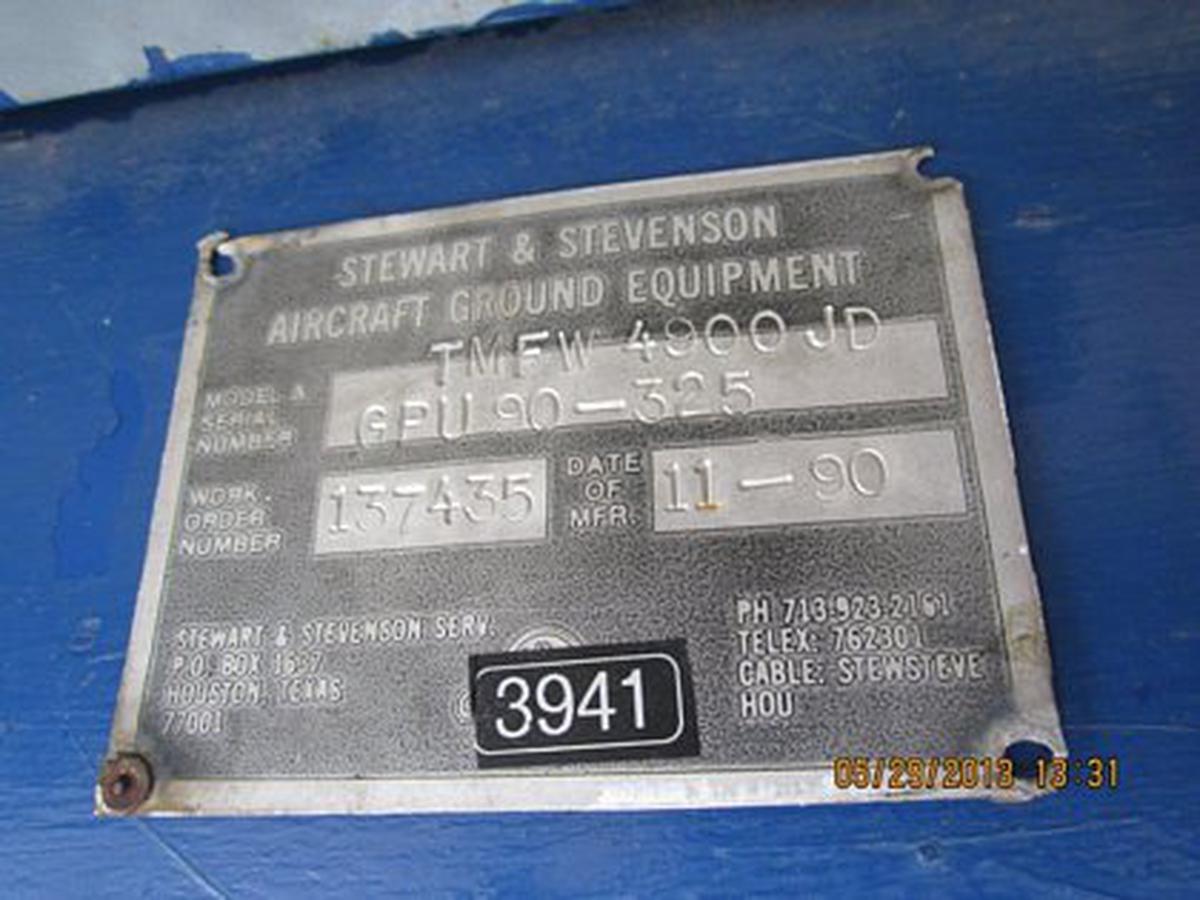 STEWART & STEVENSON
AIRCRAFT GROUND EQUIPMENT
TMFW 4900JD
MODEL &
SERIAL
NUMBER
GPU 90-325
WORK
ORDER
NUMBER
137435
DATE
OF
MFR.
11-90
STEWART & STEVENSON SERV.
P.O. BOX
HOUSTON, TEXAS
77001
3941
PH 713.923.2161
TELEX: 762301
CABLE: STEWSTEVE
HOU
05/29/2013 13:31